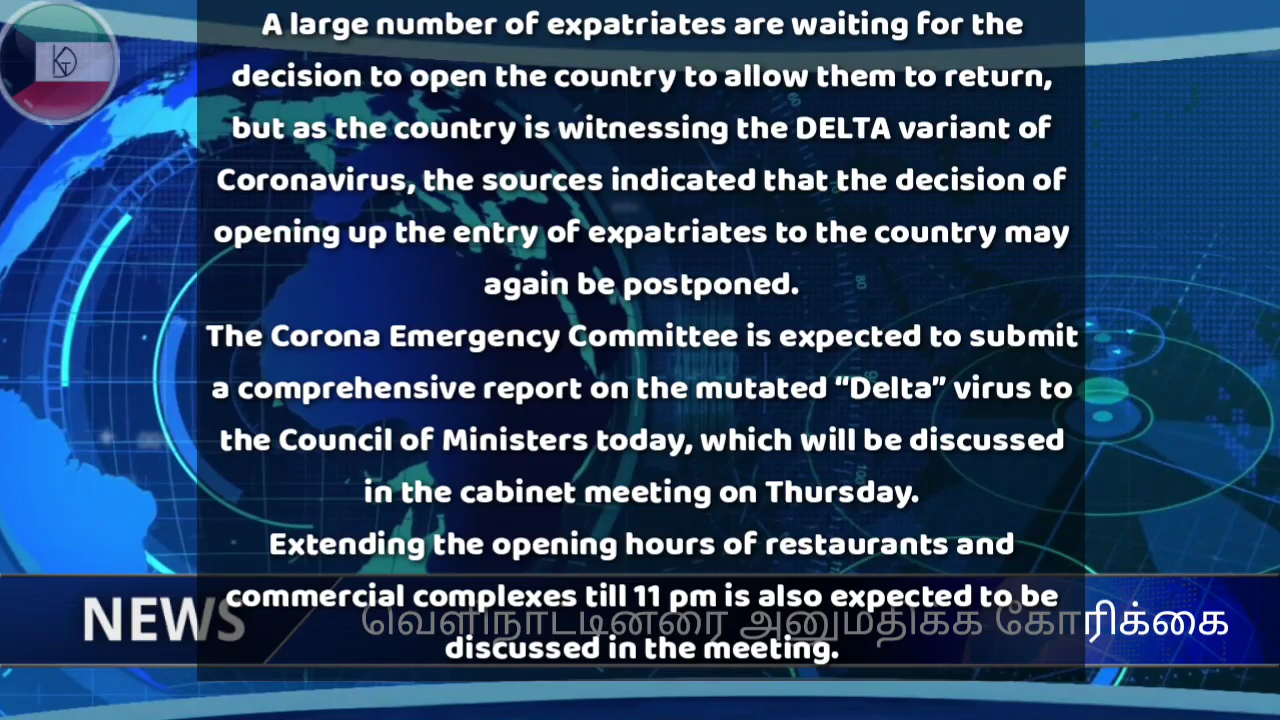 A large number of expatriates are waiting for the
decision to open the country to allow them to return,
but as the country is witnessing the DELTA variant of
Coronavirus, the sources indicated that the decision of
opening up the entry of expatriates to the country may
again be postponed.
The Corona Emergency Committee is expected to submit
a comprehensive report on the mutated “Delta” virus to
the Council of Ministers today, which will be discussed
in the cabinet meeting on Thursday.
Extending the opening hours of restaurants and
commercial complexes till 11 pm is also expected to be
discussed in the meeting.
NEWS
வெளிநாட்டினரை அனுமதிக்க கோரிக்கை